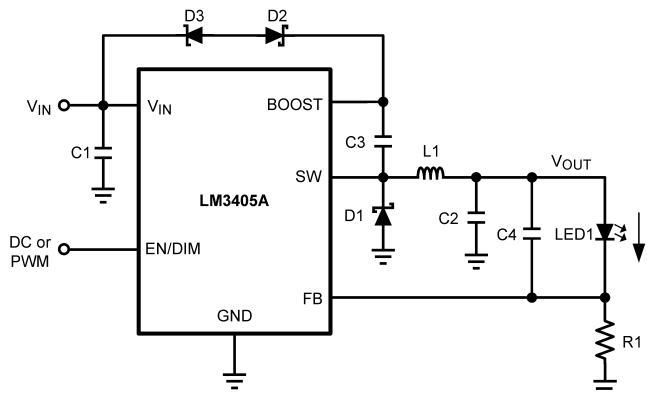 D3
D2
VIN
VIN
BOOST
C1
C3
L1
VOUT
SW
LM3405A
D1
C2
C4
LED1
DC or
PWM
EN/DIM
FB
GND
R1